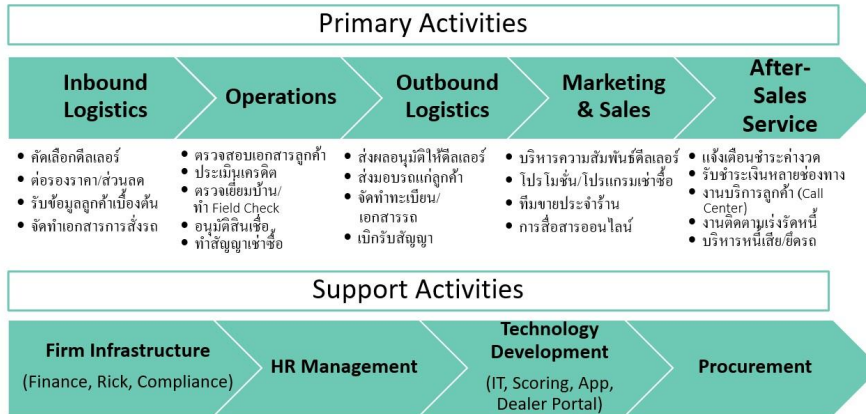 Primary Activities
Inbound
Logistics
Operations
Outbound
Logistics
Marketing
& Sales
After-
Sales
Service
• คัดเลือกดีลเลอร์
• ต่อรองราคา/ส่วนลด
• รับข้อมูลลูกค้าเบื้องต้น
• จัดทำเอกสารการสั่งรถ
• ตรวจสอบเอกสารลูกค้า
• ประเมินเครดิต
• ตรวจเยี่ยมบ้าน/
ทำ Field Check
• อนุมัติสินเชื่อ
• ทำสัญญาเช่าซื้อ
• ส่งผลอนุมัติให้ดีลเลอร์
• ส่งมอบรถแก่ลูกค้า
• จัดทำทะเบียน/
เอกสารรถ
• เบิกรับสัญญา
• บริหารความสัมพันธ์ดีลเลอร์
• โปรโมชั่น/โปรแกรมเช่าซื้อ
• ทีมขายประจำร้าน
• การสื่อสารออนไลน์
• แจ้งเตือนชำระค่างวด
• รับชำระเงินหลายช่องทาง
• งานบริการลูกค้า (Call
Center)
• งานติดตามเร่งรัดหนี้
• บริหารหนี้เสีย/ยึดรถ
Support Activities
Firm Infrastructure
(Finance, Rick, Compliance)
HR Management
Technology
Development
(IT, Scoring, App,
Dealer Portal)
Procurement